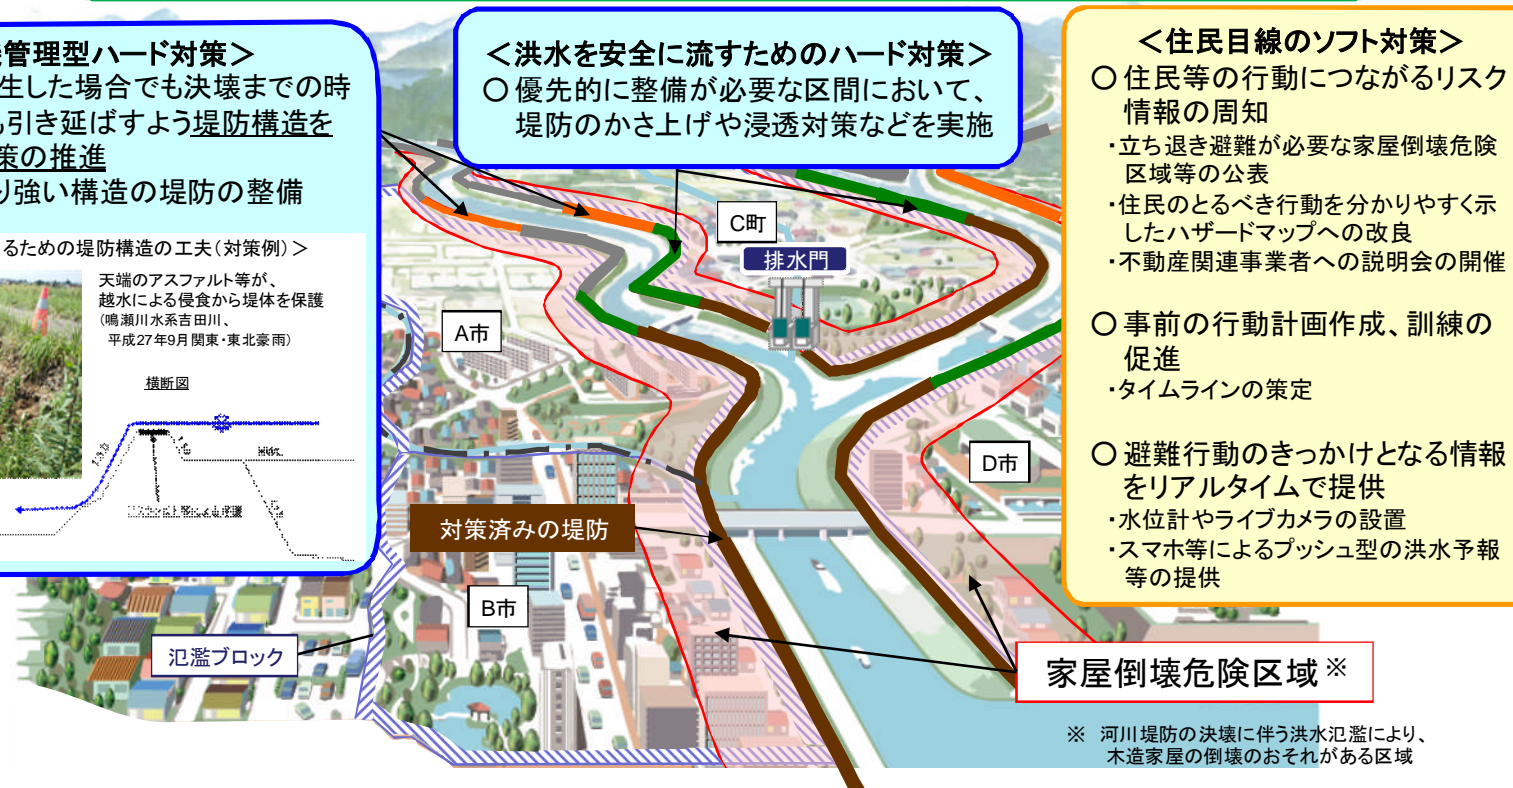 管理型ハード対策＞
生した場合でも決壊までの時
引き延ばすよう堤防構造を
策の推進
り強い構造の堤防の整備
るための堤防構造の工夫（対策例）＞
天端のアスファルト等が、
越水による侵食から堤体を保護
（鳴瀬川水系吉田川、
平成27年9月関東・東北豪雨）
横断図
＜洪水を安全に流すためのハード対策＞
○優先的に整備が必要な区間において、
堤防のかさ上げや浸透対策などを実施
＜住民目線のソフト対策＞
○住民等の行動につながるリスク
情報の周知
・立ち退き避難が必要な家屋倒壊危険
区域等の公表
・住民のとるべき行動を分かりやすく示
したハザードマップへの改良
・不動産関連事業者への説明会の開催
○事前の行動計画作成、訓練の
促進
・タイムラインの策定
○避難行動のきっかけとなる情報
をリアルタイムで提供
・水位計やライブカメラの設置
・スマホ等によるプッシュ型の洪水予報
等の提供
C町
排水門
A市
D市
対策済みの堤防
B市
氾濫ブロック
家屋倒壊危険区域※
※ 河川堤防の決壊に伴う洪水氾濫により、
木造家屋の倒壊のおそれがある区域